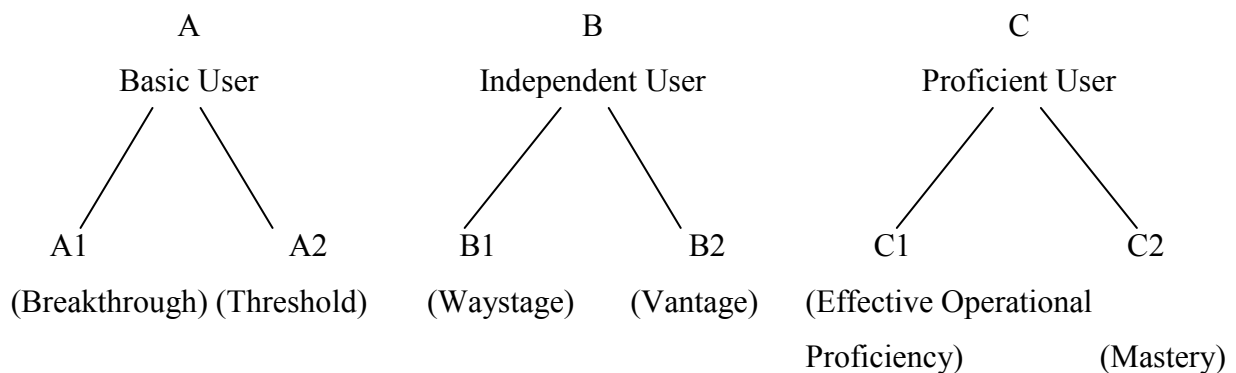 A B C
Basic User Independent User Proficient User
A1 A2 B1 B2 C1 C2
(Breakthrough) (Threshold) (Waystage) (Vantage) (Effective Operational
Proficiency) (Mastery)